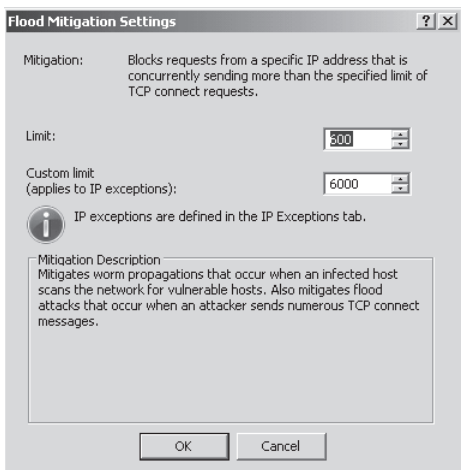 Flood Mitigation Settings
Mitigation:
Blocks requests from a specific IP address that is
concurrently sending more than the specified limit of
TCP connect requests.
Limit:
600
Custom limit
(applies to IP exceptions):
6000
IP exceptions are defined in the IP Exceptions tab.
Mitigation Description
Mitigates worm propagations that occur when an infected host
scans the network for vulnerable hosts. Also mitigates flood
attacks that occur when an attacker sends numerous TCP connect
messages.
OK
Cancel